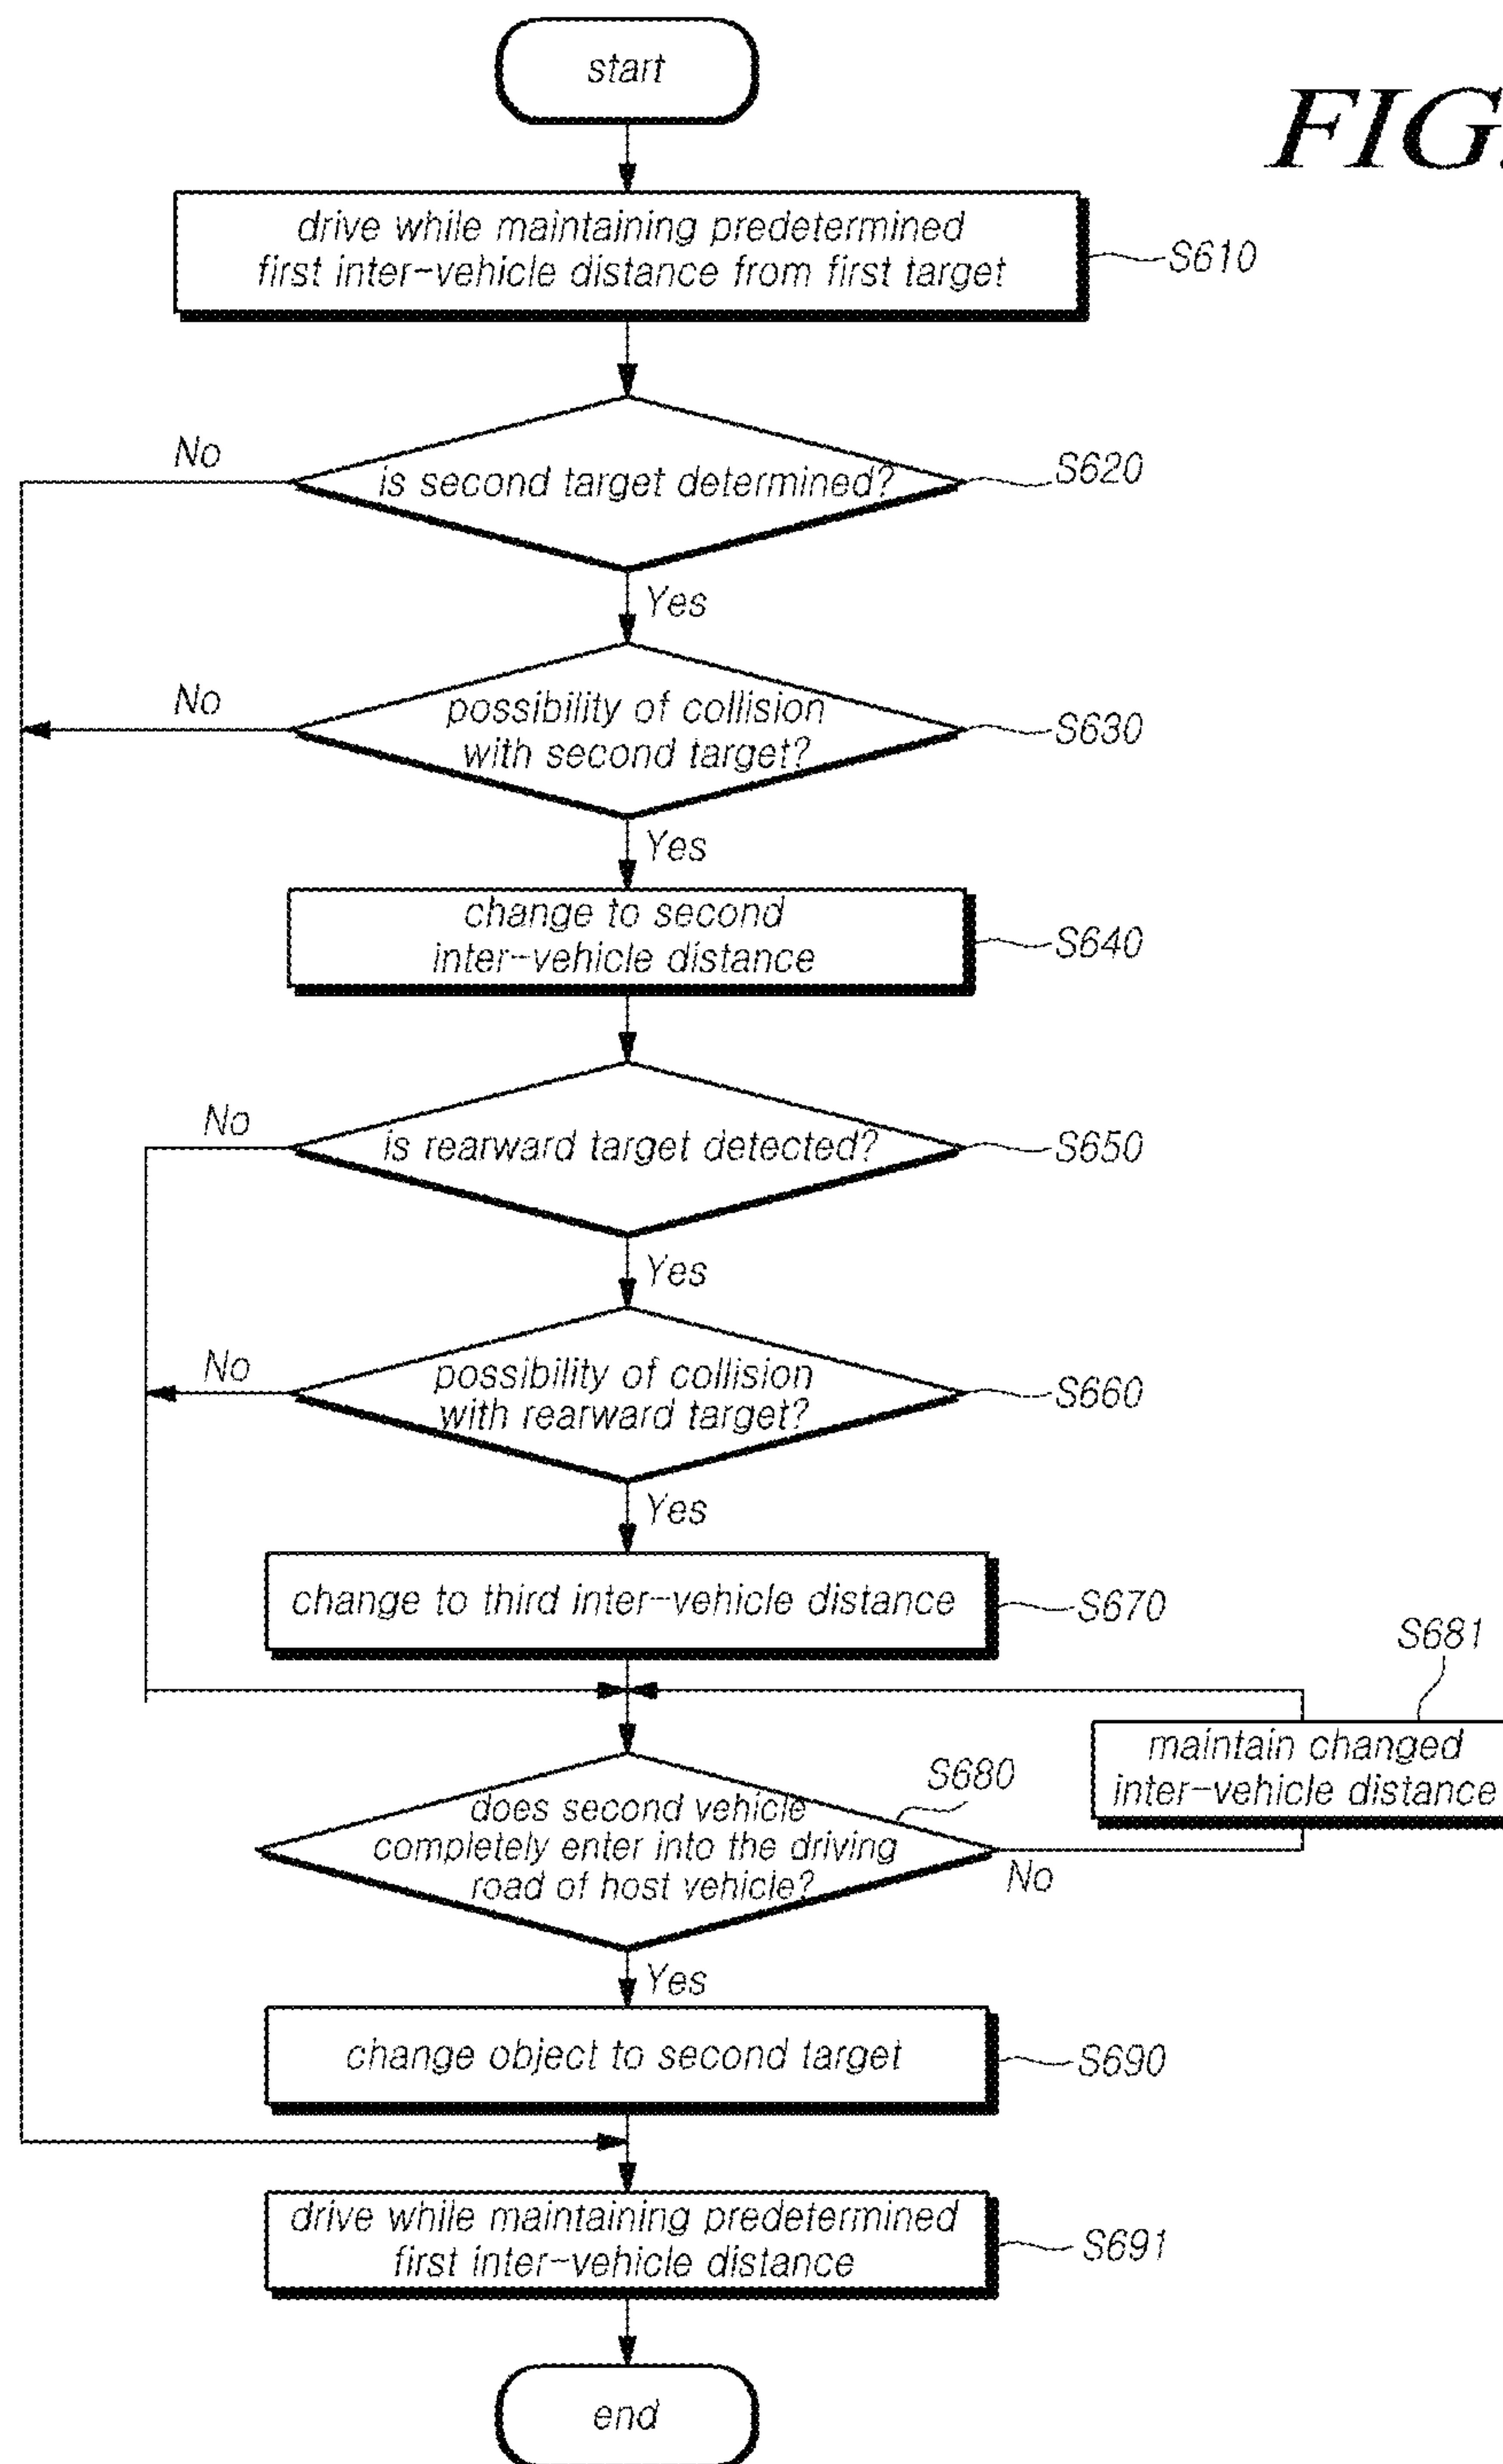 FIG.
start
drive while maintaining predetermined
first inter-vehicle distance from first target
S610
is second target determined?
S620
No
Yes
possibility of collision
with second target?
S630
No
Yes
change to second
inter-vehicle distance
S640
is rearward target detected?
S650
No
Yes
possibility of collision
with rearward target?
S660
No
Yes
change to third inter-vehicle distance
S670
S681
maintain changed
inter-vehicle distance
S680
does second vehicle
completely enter into the driving
road of host vehicle?
No
Yes
change object to second target
S690
drive while maintaining predetermined
first inter-vehicle distance
S691
end